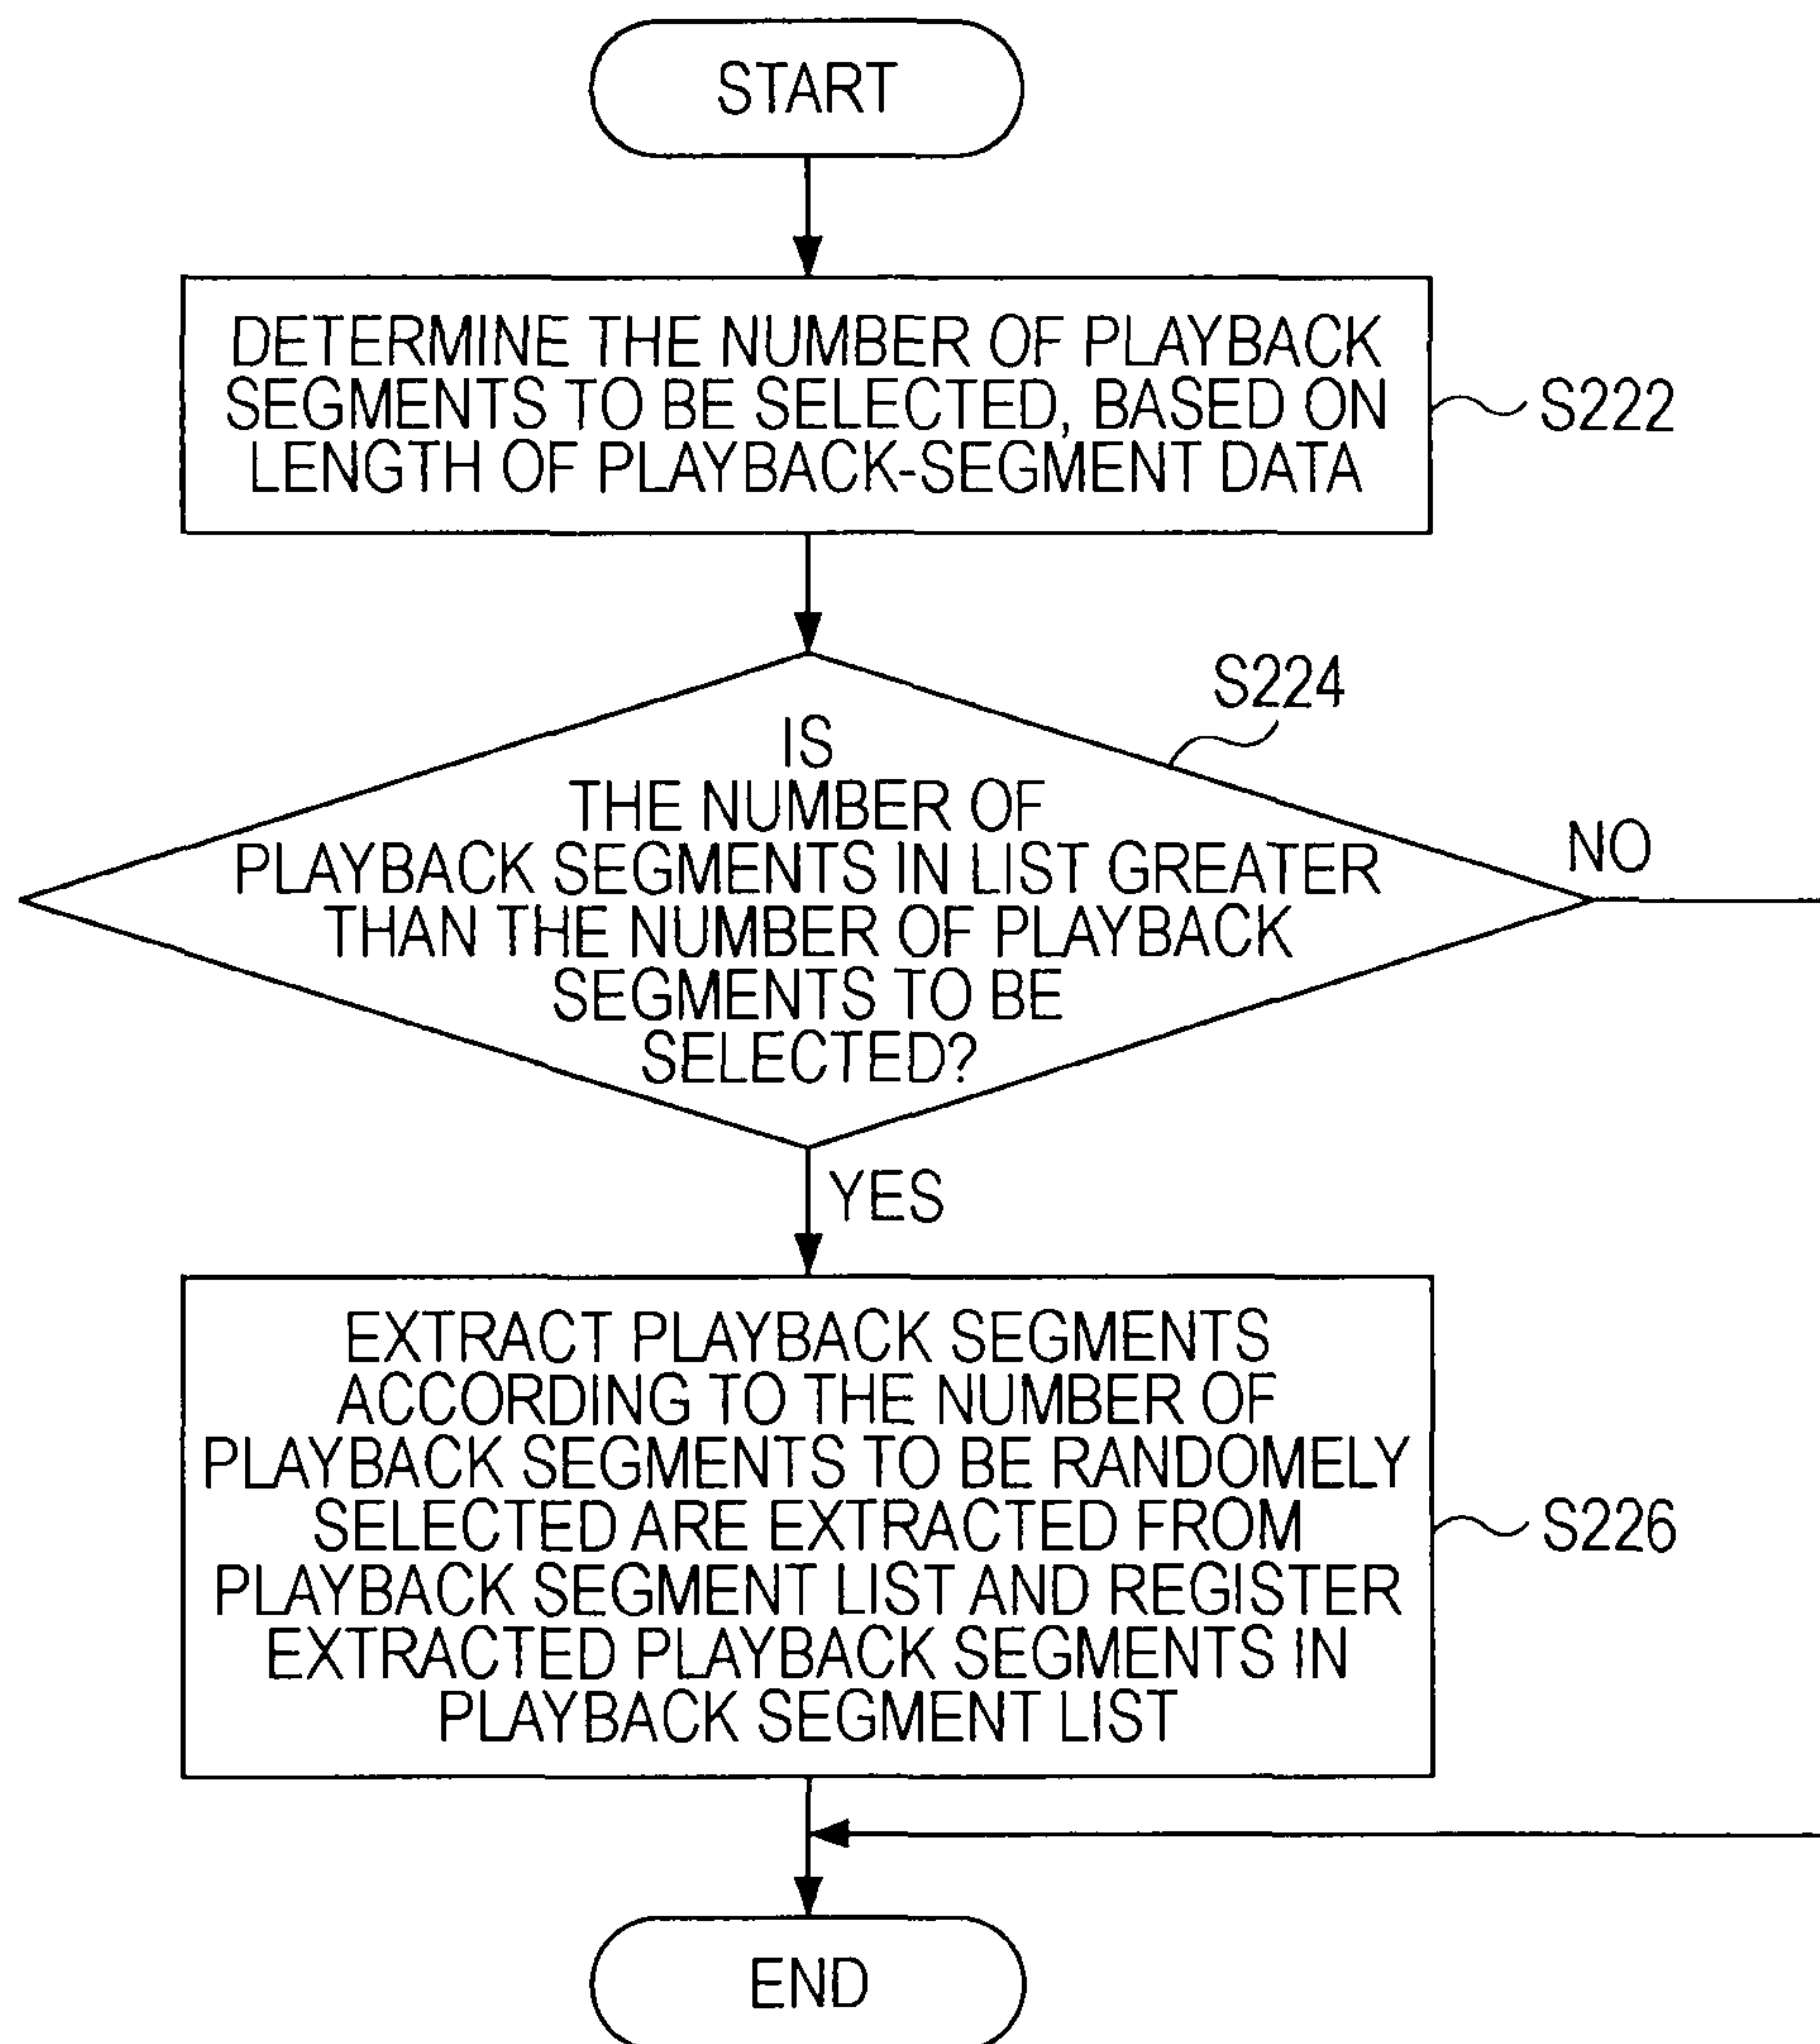 START
DETERMINE THE NUMBER OF PLAYBACK
SEGMENTS TO BE SELECTED, BASED ON
LENGTH OF PLAYBACK-SEGMENT DATA
S222
S224
IS
THE NUMBER OF
PLAYBACK SEGMENTS IN LIST GREATER
THAN THE NUMBER OF PLAYBACK
SEGMENTS TO BE
SELECTED?
NO
YES
EXTRACT PLAYBACK SEGMENTS
ACCORDING TO THE NUMBER OF
PLAYBACK SEGMENTS TO BE RANDOMELY
SELECTED ARE EXTRACTED FROM
PLAYBACK SEGMENT LIST AND REGISTER
EXTRACTED PLAYBACK SEGMENTS IN
PLAYBACK SEGMENT LIST
S226
END